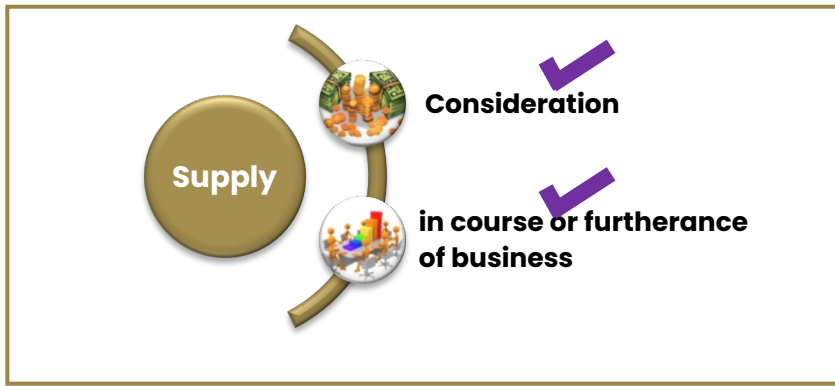 Supply
Consideration
in course or furtherance
of business